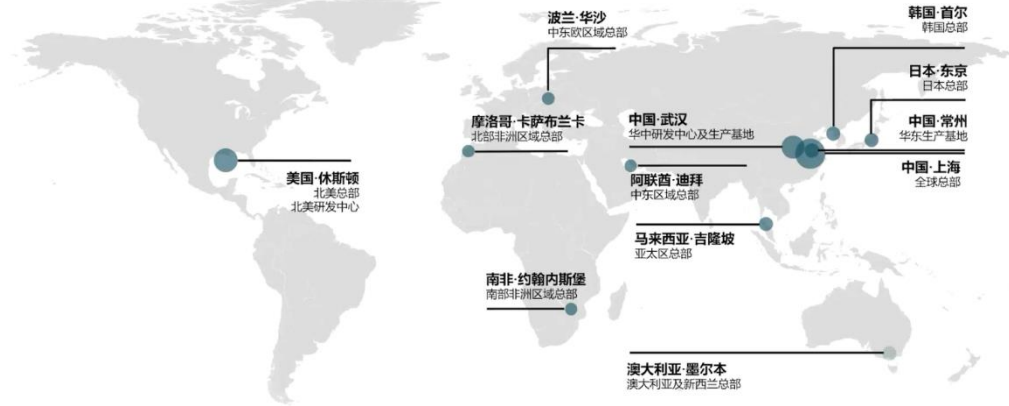 波兰·华沙
中东欧区域总部
韩国·首尔
韩国总部
日本·东京
日本总部
摩洛哥·卡萨布兰卡
北部非洲区域总部
中国·武汉
华中研发中心及生产基地
中国·常州
华东生产基地
中国·上海
全球总部
美国·休斯顿
北美总部
北美研发中心
阿联酋·迪拜
中东区域总部
马来西亚·吉隆坡
亚太区总部
南非·约翰内斯堡
南部非洲区域总部
澳大利亚·墨尔本
澳大利亚及新西兰总部